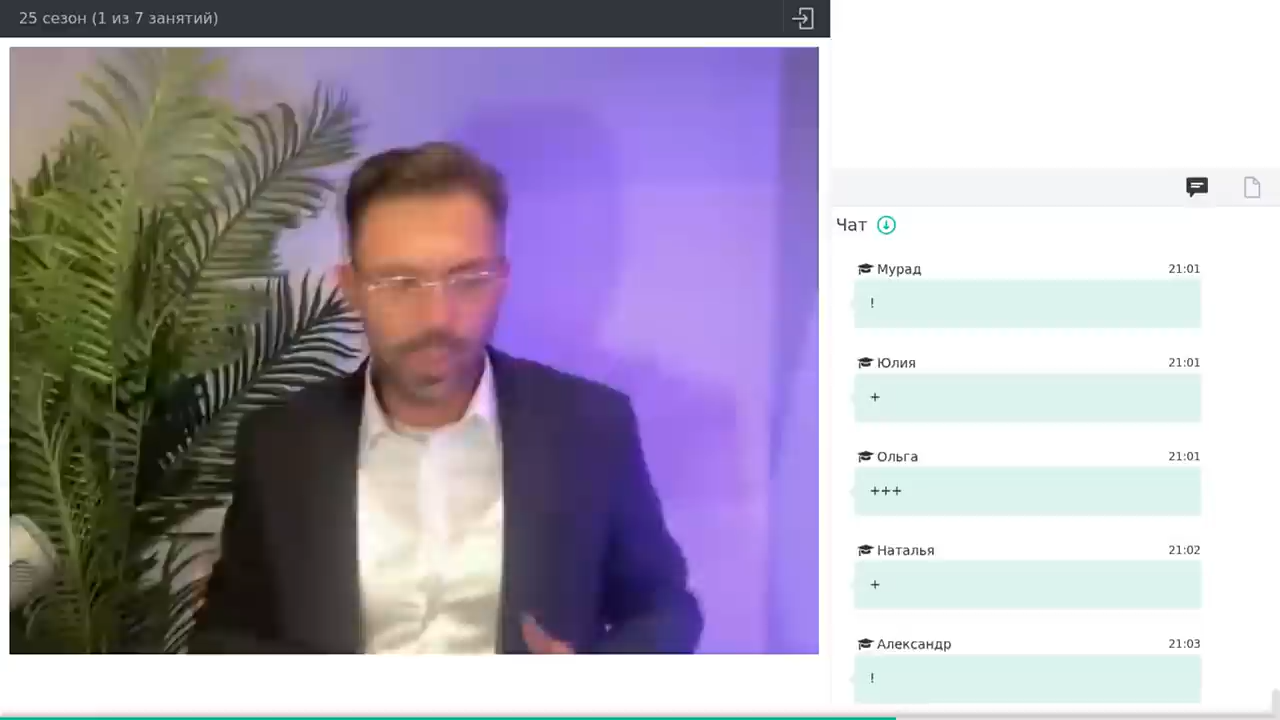 25 сезон (1 из 7 занятий)
Чат
Мурад 21:01
!
Юлия 21:01
+
Ольга 21:01
+++
Наталья 21:02
+
Александр 21:03
!